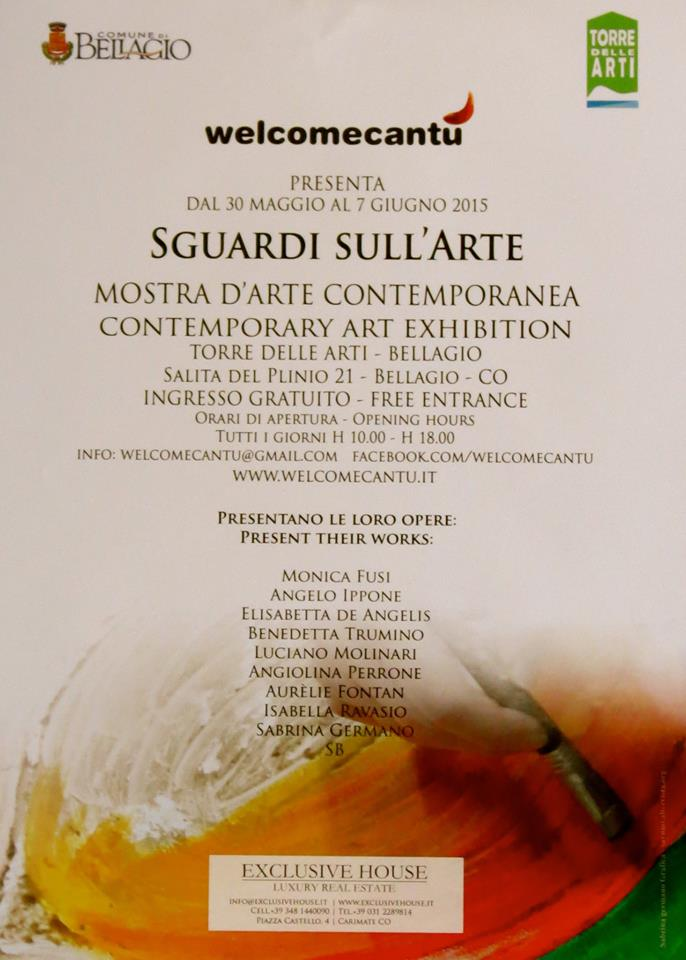 COMUNE DI
BELLAGIO
TORRE
DELLE
ARTI
welcomecantù
PRESENTA
DAL 30 MAGGIO AL 7 GIUGNO 2015
SGUARDI SULL'ARTE
MOSTRA D'ARTE CONTEMPORANEA
CONTEMPORARY ART EXHIBITION
TORRE DELLE ARTI - BELLAGIO
SALITA DEL PLINIO 21 - BELLAGIO - CO
INGRESSO GRATUITO - FREE ENTRANCE
ORARI DI APERTURA - OPENING HOURS
TUTTI I GIORNI H 10.00 - H 18.00
INFO: WELCOMECANTU@GMAIL.COM FACEBOOK.COM/WELCOMECANTU
WWW.WELCOMECANTU.IT
PRESENTANO LE LORO OPERE:
PRESENT THEIR WORKS:
MONICA FUSI
ANGELO IPPONE
ELISABETTA DE ANGELIS
BENEDETTA TRUMINO
LUCIANO MOLINARI
ANGIOLINA PERRONE
AURÈLIE FONTAN
ISABELLA RAVASIO
SABRINA GERMANO
SB
EXCLUSIVE HOUSE
LUXURY REAL ESTATE
INFO@EXCLUSIVEHOUSE.IT | WWW.EXCLUSIVEHOUSE.IT
CELL.+39 348 1440090 | TEL.+39 031 2289814
PIAZZA CASTELLO, 4 | CARIMATE CO
Sabrina germano Grafica